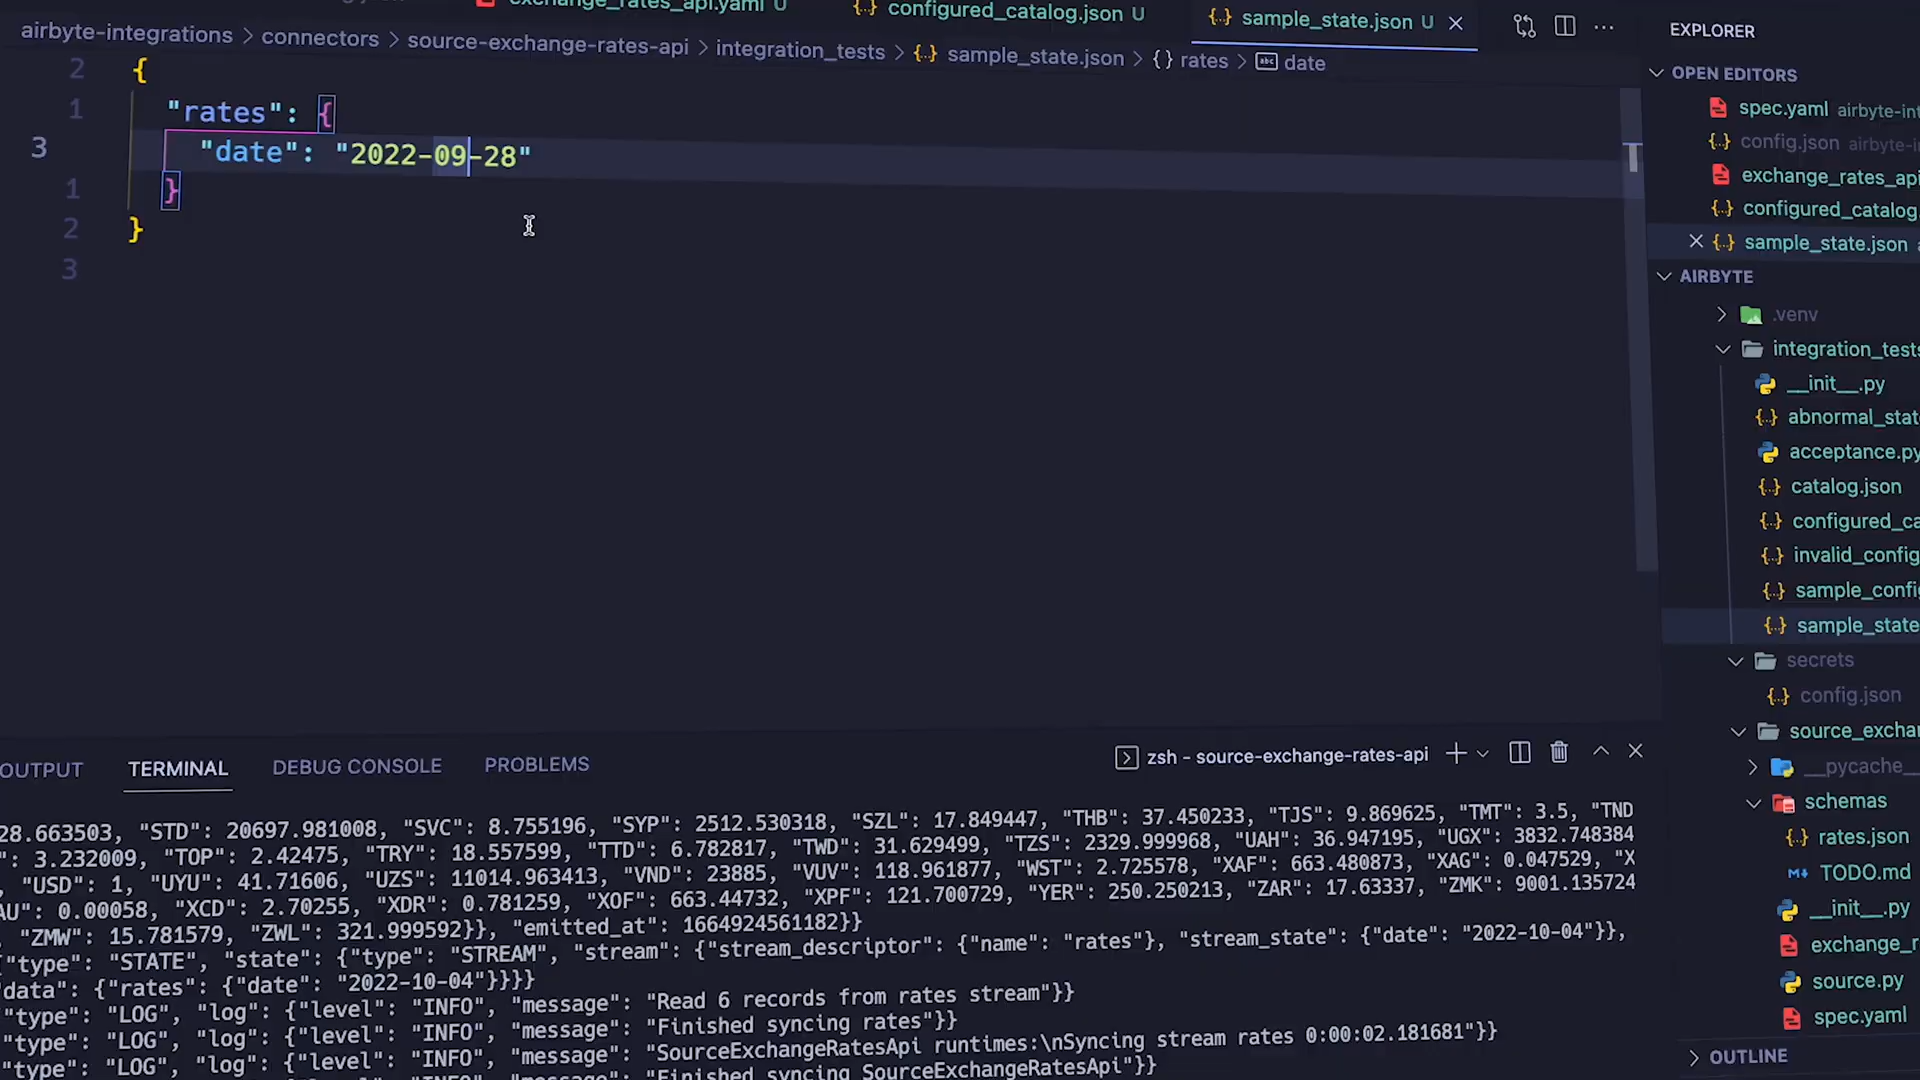 exchange_rates_api.yaml U
configured_catalog.json U
sample_state.json U
airbyte-integrations > connectors > source-exchange-rates-api > integration_tests > {..} sample_state.json > {} rates > abc date
2 {
1 "rates": {
3 "date": "2022-09-28"
1 }
2 }
3
EXPLORER
OPEN EDITORS
spec.yaml airbyte-int
config.json airbyte-in
exchange_rates_api
configured_catalog.
sample_state.json
AIRBYTE
.venv
integration_tests
__init__.py
abnormal_stat
acceptance.py
catalog.json
configured_ca
invalid_config
sample_confi
sample_state
secrets
config.json
source_exchan
__pycache__
schemas
rates.json
TODO.md
__init__.py
exchange_r
source.py
spec.yaml
OUTLINE
OUTPUT TERMINAL DEBUG CONSOLE PROBLEMS
zsh - source-exchange-rates-api
28.663503, "STD": 20697.981008, "SVC": 8.755196, "SYP": 2512.530318, "SZL": 17.849447, "THB": 37.450233, "TJS": 9.869625, "TMT": 3.5, "TND
": 3.232009, "TOP": 2.42475, "TRY": 18.557599, "TTD": 6.782817, "TWD": 31.629499, "TZS": 2329.999968, "UAH": 36.947195, "UGX": 3832.748384
, "USD": 1, "UYU": 41.71606, "UZS": 11014.963413, "VND": 23885, "VUV": 118.961877, "WST": 2.725578, "XAF": 663.480873, "XAG": 0.047529, "X
AU": 0.00058, "XCD": 2.70255, "XDR": 0.781259, "XOF": 663.44732, "XPF": 121.700729, "YER": 250.250213, "ZAR": 17.63337, "ZMK": 9001.135724
, "ZMW": 15.781579, "ZWL": 321.999592}}, "emitted_at": 1664924561182}}
{"type": "STATE", "state": {"type": "STREAM", "stream": {"stream_descriptor": {"name": "rates"}, "stream_state": {"date": "2022-10-04"}},
"data": {"rates": {"date": "2022-10-04"}}}}
{"type": "LOG", "log": {"level": "INFO", "message": "Read 6 records from rates stream"}}
{"type": "LOG", "log": {"level": "INFO", "message": "Finished syncing rates"}}
{"type": "LOG", "log": {"level": "INFO", "message": "SourceExchangeRatesApi runtimes:\nSyncing stream rates 0:00:02.181681"}}
"message": "Finished syncing SourceExchangeRatesApi"}}